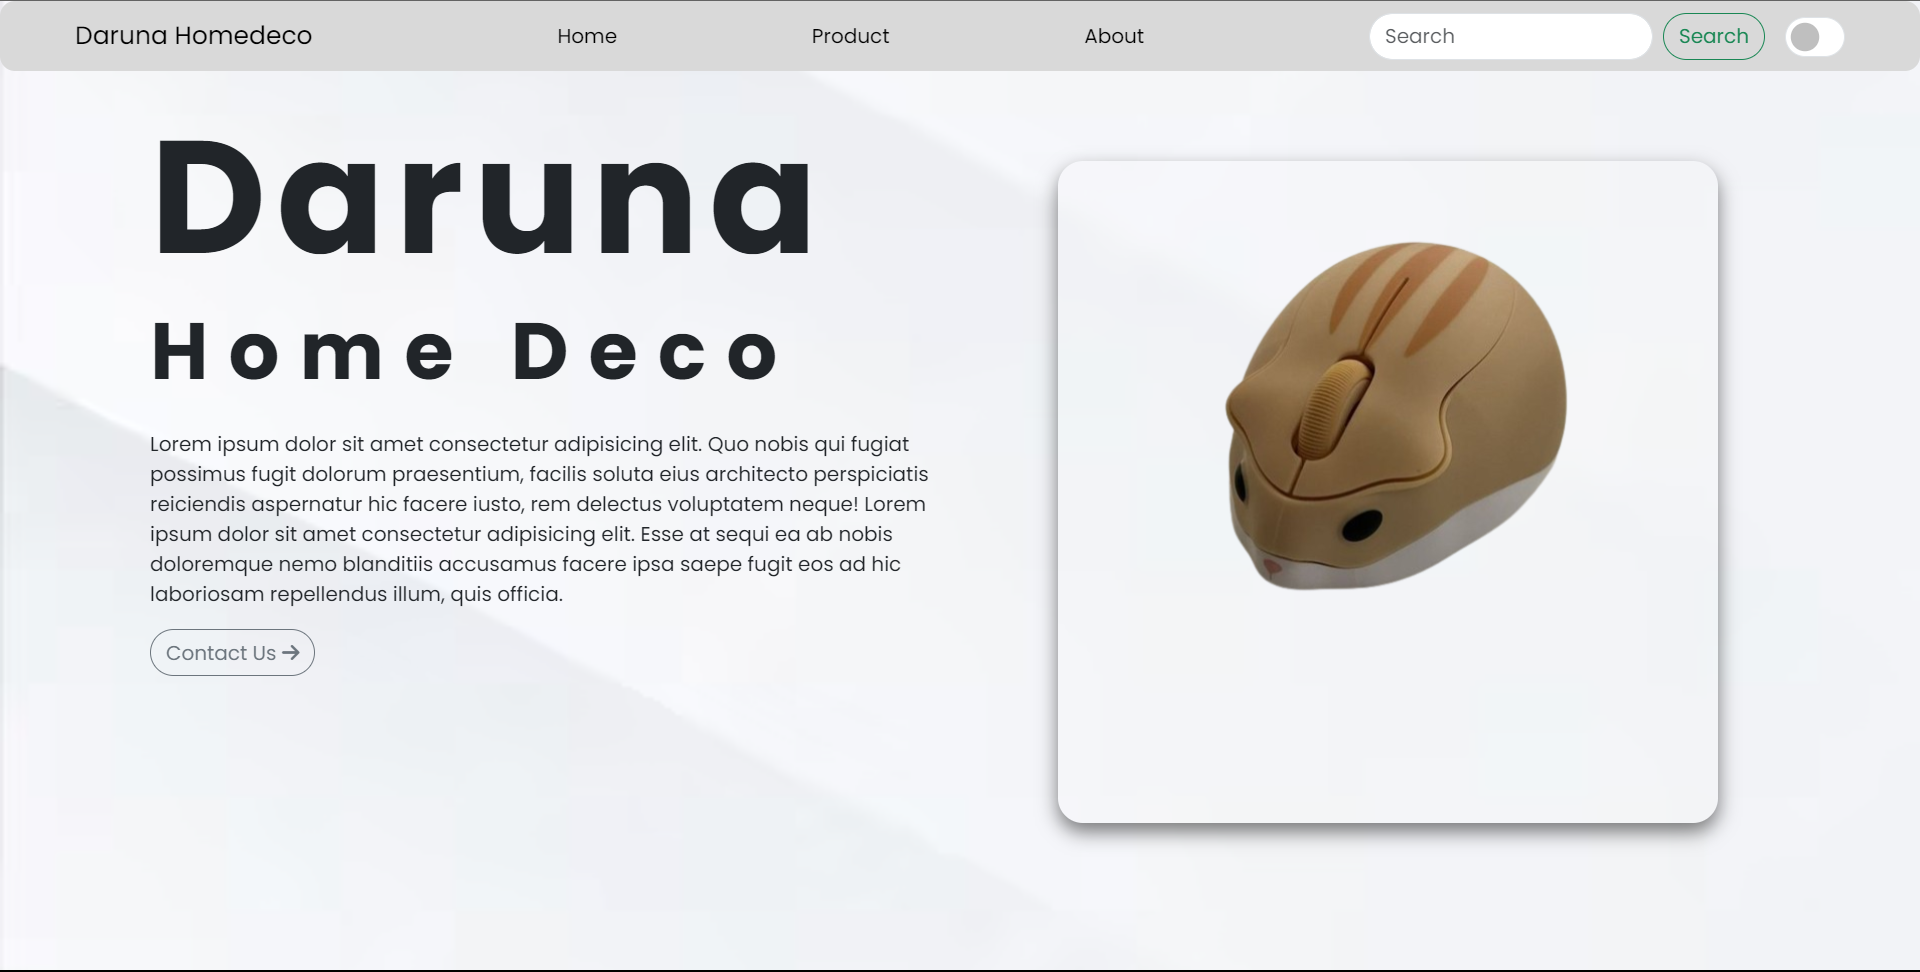 Daruna Homedeco
Home
Product
About
Search
Search
Daruna
Home Deco
Lorem ipsum dolor sit amet consectetur adipisicing elit. Quo nobis qui fugiat
possimus fugit dolorum praesentium, facilis soluta eius architecto perspiciatis
reiciendis aspernatur hic facere iusto, rem delectus voluptatem neque! Lorem
ipsum dolor sit amet consectetur adipisicing elit. Esse at sequi ea ab nobis
doloremque nemo blanditiis accusamus facere ipsa saepe fugit eos ad hic
laboriosam repellendus illum, quis officia.
Contact Us →